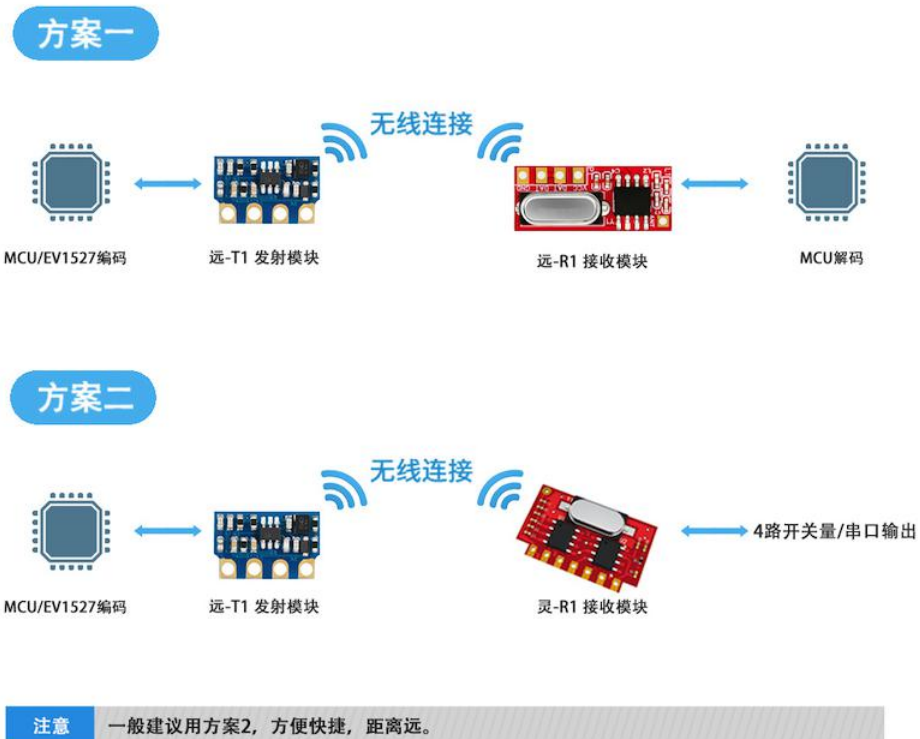 方案一
无线连接
MCU/EV1527编码
远-T1 发射模块
远-R1 接收模块
MCU解码
方案二
无线连接
4路开关量/串口输出
MCU/EV1527编码
远-T1 发射模块
灵-R1 接收模块
注意
一般建议用方案2，方便快捷，距离远。